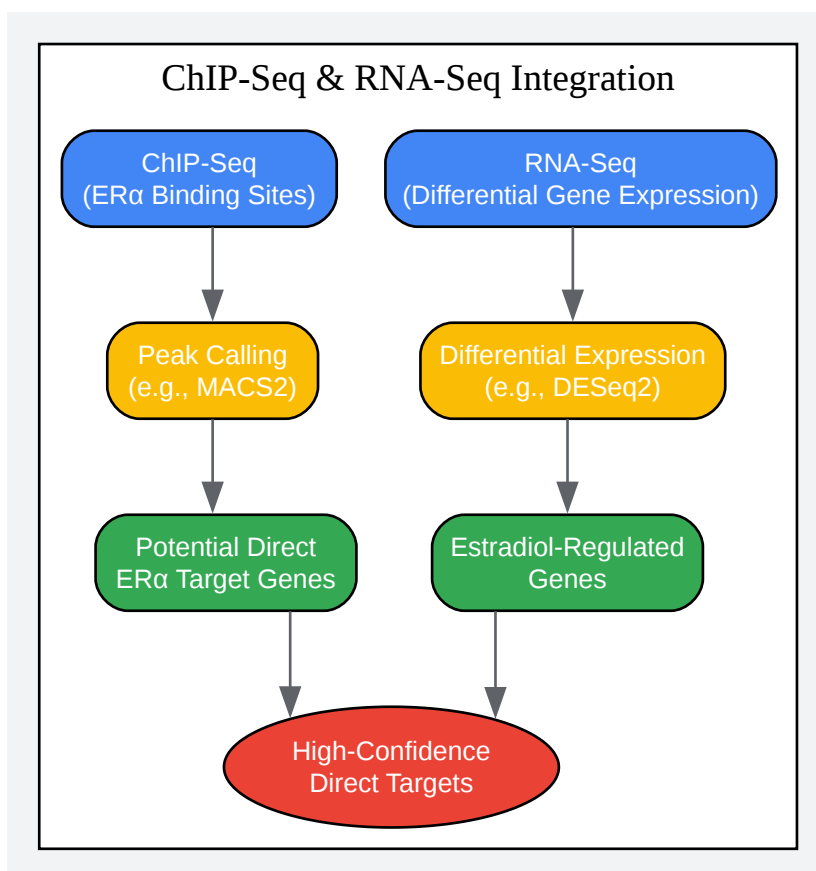 ChIP-Seq & RNA-Seq Integration
ChIP-Seq
(ERα Binding Sites)
RNA-Seq
(Differential Gene Expression)
Peak Calling
(e.g., MACS2)
Differential Expression
(e.g., DESeq2)
Potential Direct
ERα Target Genes
Estradiol-Regulated
Genes
High-Confidence
Direct Targets